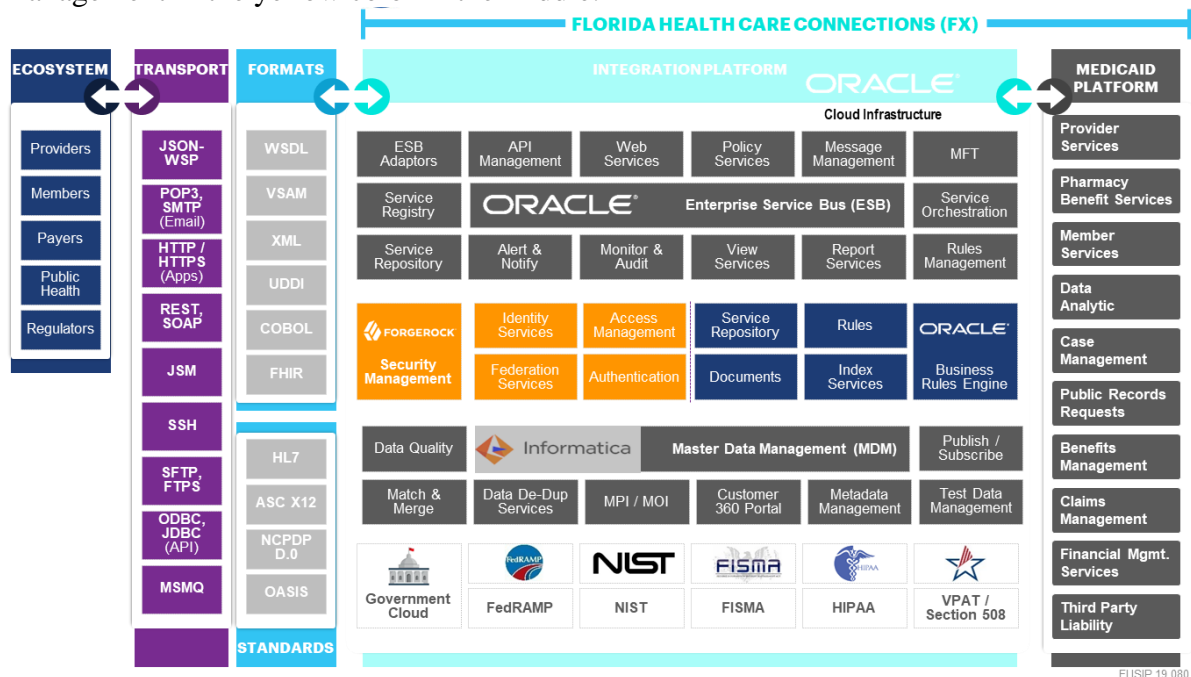 FLORIDA HEALTH CARE CONNECTIONS (FX)
ECOSYSTEM
Providers
Members
Payers
Public
Health
Regulators
TRANSPORT
JSON-
WSP
POP3,
SMTP
(Email)
HTTP /
HTTPS
(Apps)
REST,
SOAP
JSM
SSH
SFTP,
FTPS
ODBC,
JDBC
(API)
MSMQ
FORMATS
WSDL
VSAM
XML
UDDI
COBOL
FHIR
HL7
ASC X12
NCPDP
D.0
OASIS
STANDARDS
INTEGRATION PLATFORM
ORACLE
Cloud Infrastructure
ESB
Adaptors
API
Management
Web
Services
Policy
Services
Message
Management
MFT
Service
Registry
ORACLE Enterprise Service Bus (ESB)
Service
Orchestration
Service
Repository
Alert &
Notify
Monitor &
Audit
View
Services
Report
Services
Rules
Management
FORGEROCK
Security
Management
Identity
Services
Access
Management
Federation
Services
Authentication
Service
Repository
Rules
Documents
Index
Services
ORACLE
Business
Rules Engine
Data Quality
Informatica Master Data Management (MDM)
Publish /
Subscribe
Match &
Merge
Data De-Dup
Services
MPI / MOI
Customer
360 Portal
Metadata
Management
Test Data
Management
FedRAMP
NIST
FISMA
HIPAA
Government
Cloud
FedRAMP
NIST
FISMA
HIPAA
VPAT /
Section 508
MEDICAID
PLATFORM
Provider
Services
Pharmacy
Benefit Services
Member
Services
Data
Analytic
Case
Management
Public Records
Requests
Benefits
Management
Claims
Management
Financial Mgmt.
Services
Third Party
Liability